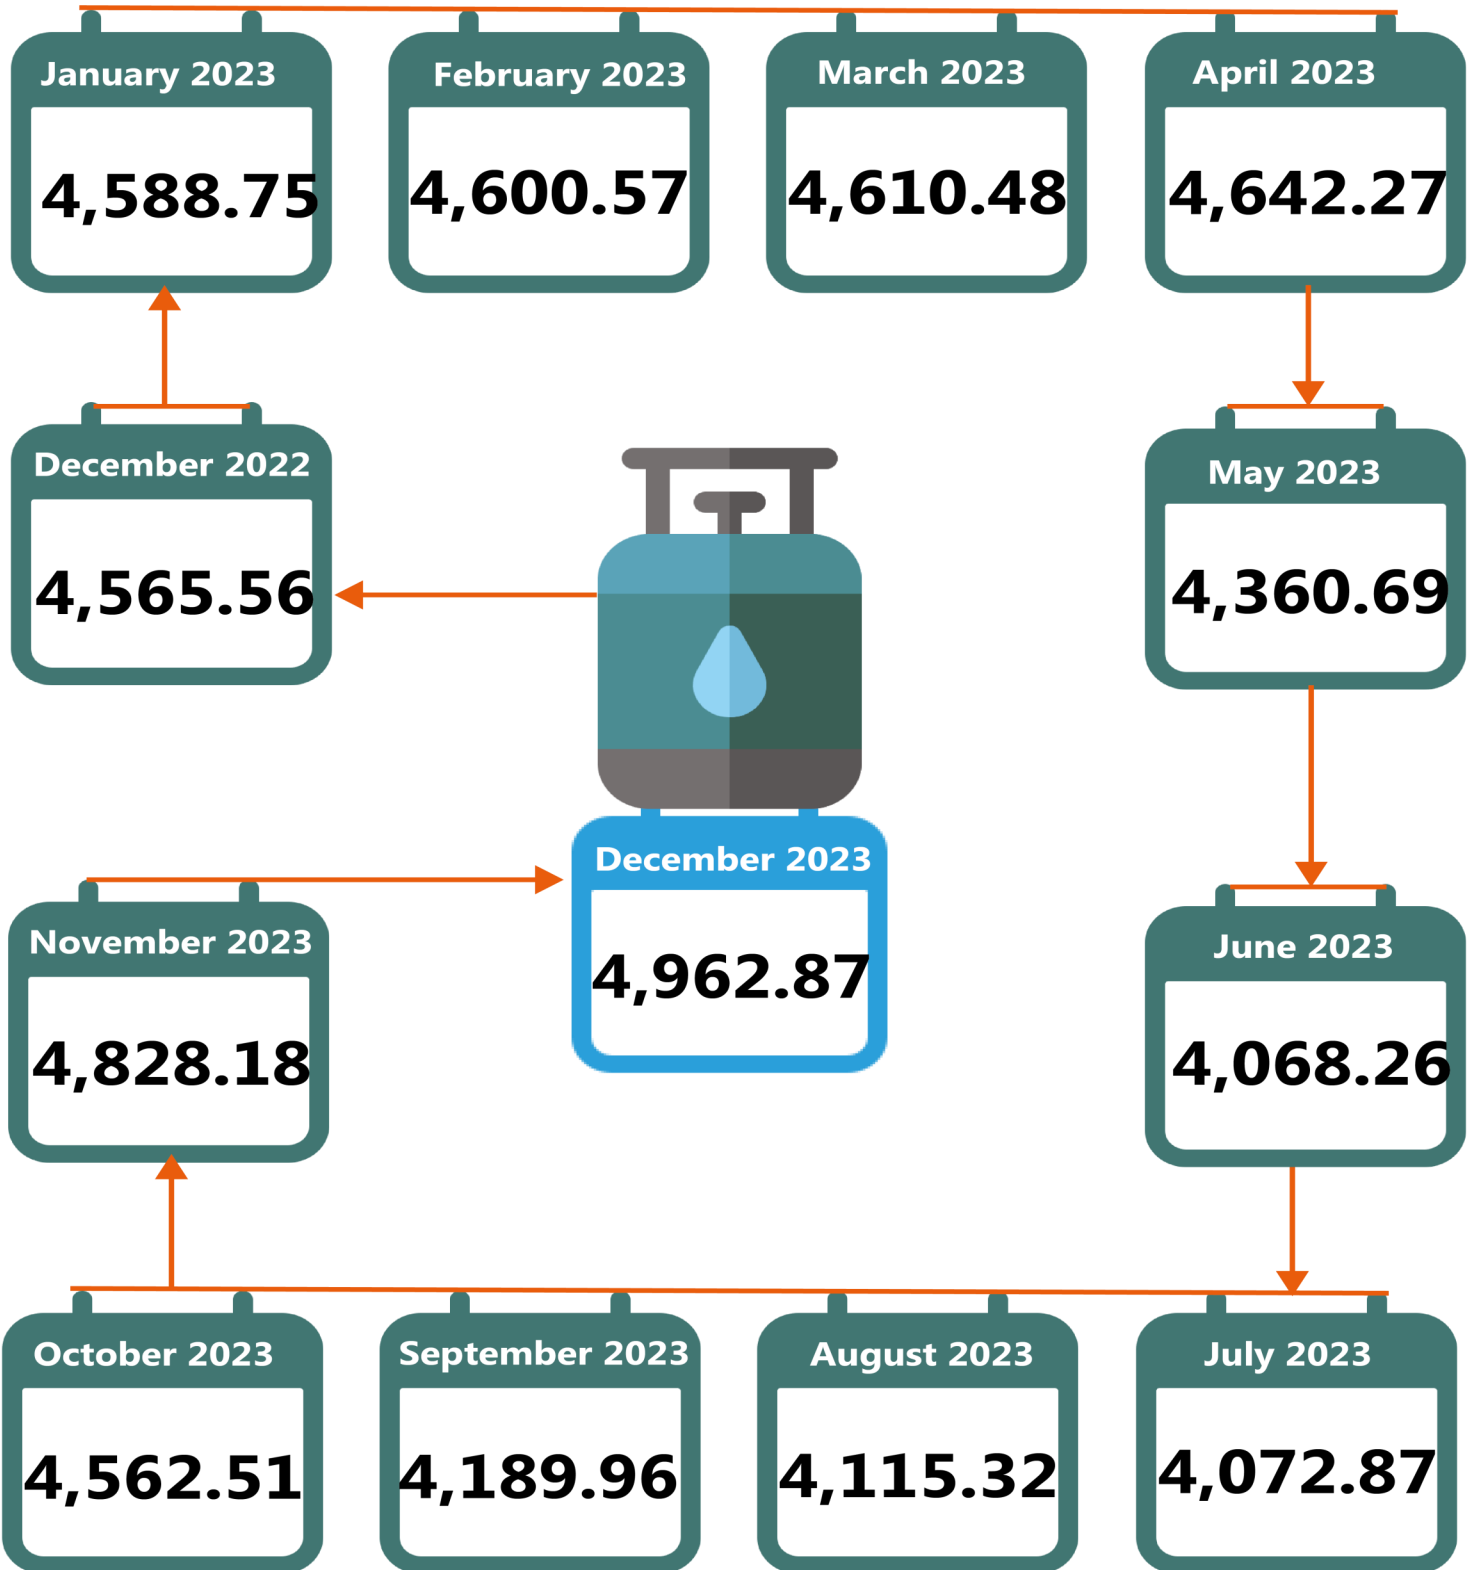 January 2023
4,588.75
February 2023
4,600.57
March 2023
4,610.48
April 2023
4,642.27
December 2022
4,565.56
May 2023
4,360.69
December 2023
4,962.87
November 2023
4,828.18
June 2023
4,068.26
October 2023
4,562.51
September 2023
4,189.96
August 2023
4,115.32
July 2023
4,072.87